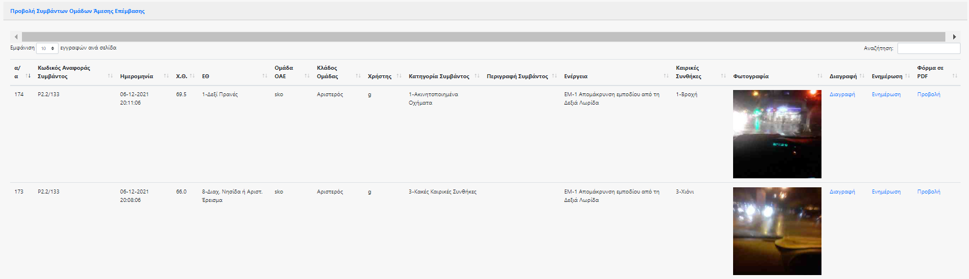 Προβολή Συμβάντων Ομάδων Άμεσης Επέμβασης
Εμφάνιση 10 εγγραφών ανά σελίδα Αναζήτηση:
α/α Κωδικός Αναφοράς Συμβάντος Ημερομηνία Χ.Θ. ΕΘ Ομάδα ΟΑΕ Κλάδος Ομάδας Χρήστης Κατηγορία Συμβάντος Περιγραφή Συμβάντος Ενέργεια Καιρικές Συνθήκες Φωτογραφία Διαγραφή Ενημέρωση Φόρμα σε PDF
174 P2.2/133 06-12-2021 20:11:06 69.5 1-Δεξί Πρανές sko Αριστερός g 1-Ακινητοποιημένα Οχήματα ΕΜ-1 Απομάκρυνση εμποδίου από τη Δεξιά Λωρίδα 1-Βροχή Διαγραφή Ενημέρωση Προβολή
173 P2.2/133 06-12-2021 20:08:06 66.0 8-Διαχ. Νησίδα ή Αριστ. Έρεισμα sko Αριστερός g 3-Κακές Καιρικές Συνθήκες ΕΜ-1 Απομάκρυνση εμποδίου από τη Δεξιά Λωρίδα 3-Χιόνι Διαγραφή Ενημέρωση Προβολή